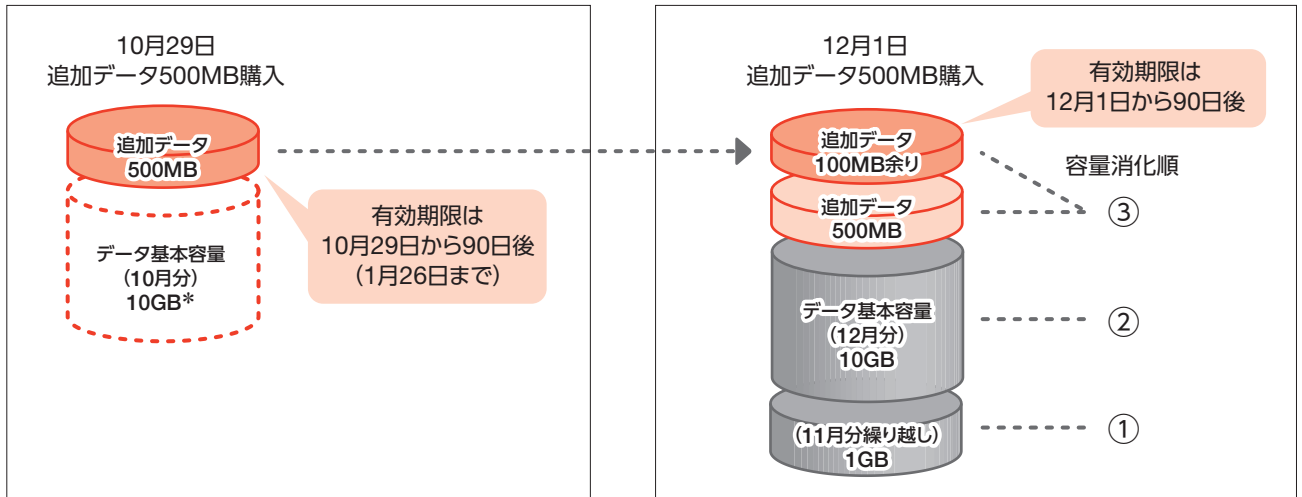 10月29日
追加データ500MB購入
追加データ
500MB
データ基本容量
(10月分)
10GB*
有効期限は
10月29日から90日後
(1月26日まで)
12月1日
追加データ500MB購入
有効期限は
12月1日から90日後
追加データ
100MB余り
容量消化順
追加データ
500MB
③
データ基本容量
(12月分)
10GB
②
(11月分繰り越し)
1GB
①